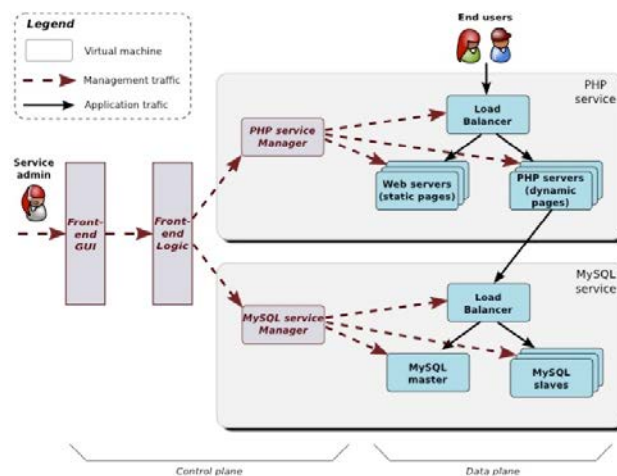 Legend
Virtual machine
Management traffic
Application trafic
End users
PHP
service
Load
Balancer
PHP service
Manager
Web servers
(static pages)
PHP servers
(dynamic
pages)
Service
admin
Front-
end
GUI
Front-
end
Logic
MySQL
service
Load
Balancer
MySQL service
Manager
MySQL
master
MySQL
slaves
Control plane
Data plane